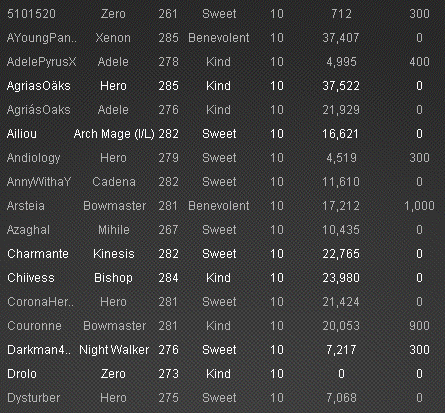 5101520 Zero 261 Sweet 10 712 300
AYoungPan.. Xenon 285 Benevolent 10 37,407 0
AdelePyrusX Adele 278 Kind 10 4,995 400
AgriasOäks Hero 285 Kind 10 37,522 0
AgriásOaks Adele 276 Kind 10 21,929 0
Ailiou Arch Mage (I/L) 282 Sweet 10 16,621 0
Andiology Hero 279 Sweet 10 4,519 300
AnnyWithaY Cadena 282 Sweet 10 11,610 0
Arsteia Bowmaster 281 Benevolent 10 17,212 1,000
Azaghal Mihile 267 Sweet 10 10,435 0
Charmante Kinesis 282 Sweet 10 22,765 0
Chiivess Bishop 284 Kind 10 23,980 0
CoronaHer.. Hero 281 Sweet 10 21,424 0
Couronne Bowmaster 281 Kind 10 20,053 900
Darkman4.. Night Walker 276 Sweet 10 7,217 300
Drolo Zero 273 Kind 10 0 0
Dysturber Hero 275 Sweet 10 7,068 0